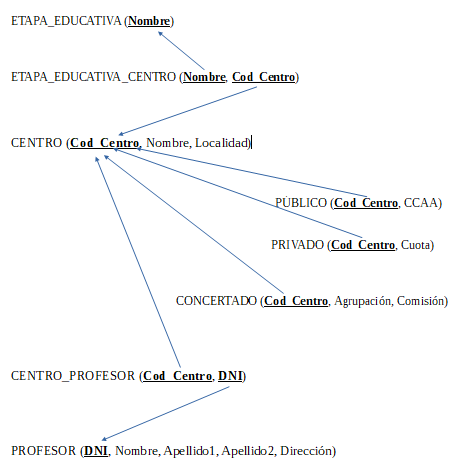 ETAPA_EDUCATIVA (Nombre)
ETAPA_EDUCATIVA_CENTRO (Nombre, Cod_Centro)
CENTRO (Cod_Centro, Nombre, Localidad)
PÚBLICO (Cod_Centro, CCAA)
PRIVADO (Cod_Centro, Cuota)
CONCERTADO (Cod_Centro, Agrupación, Comisión)
CENTRO_PROFESOR (Cod_Centro, DNI)
PROFESOR (DNI, Nombre, Apellido1, Apellido2, Dirección)